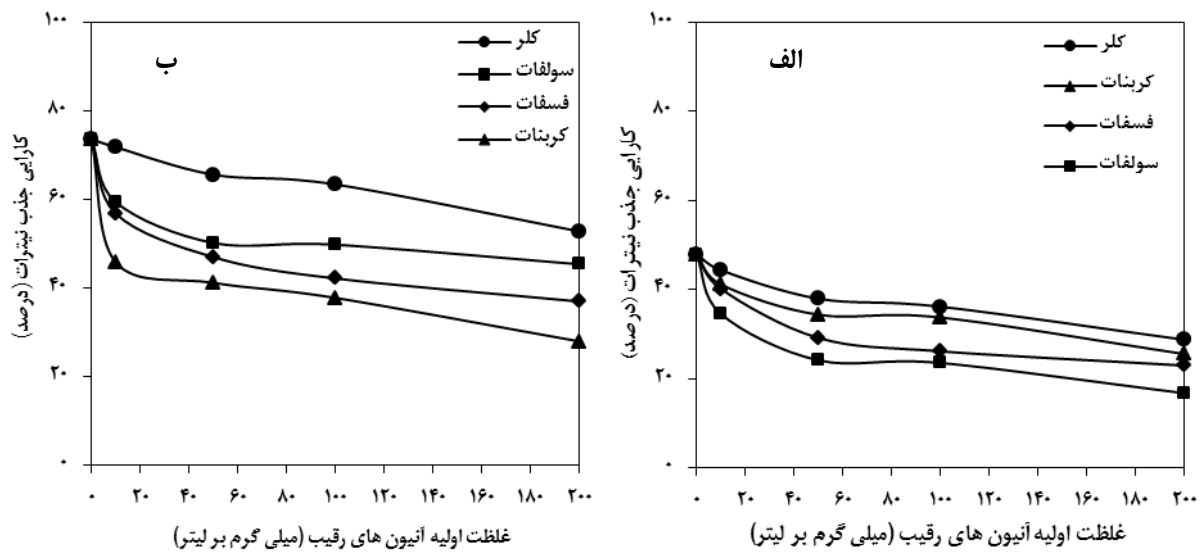 الف
کلر
کربنات
فسفات
سولفات
کارایی جذب نیترات (درصد)
۱۰۰
۸۰
۶۰
۴۰
۲۰
۰
۰ ۲۰ ۴۰ ۶۰ ۸۰ ۱۰۰ ۱۲۰ ۱۴۰ ۱۶۰ ۱۸۰ ۲۰۰
غلظت اولیه آنیون های رقیب (میلی گرم بر لیتر)
ب
کلر
سولفات
فسفات
کربنات
کارایی جذب نیترات (درصد)
۱۰۰
۸۰
۶۰
۴۰
۲۰
۰
۰ ۲۰ ۴۰ ۶۰ ۸۰ ۱۰۰ ۱۲۰ ۱۴۰ ۱۶۰ ۱۸۰ ۲۰۰
غلظت اولیه آنیون های رقیب (میلی گرم بر لیتر)